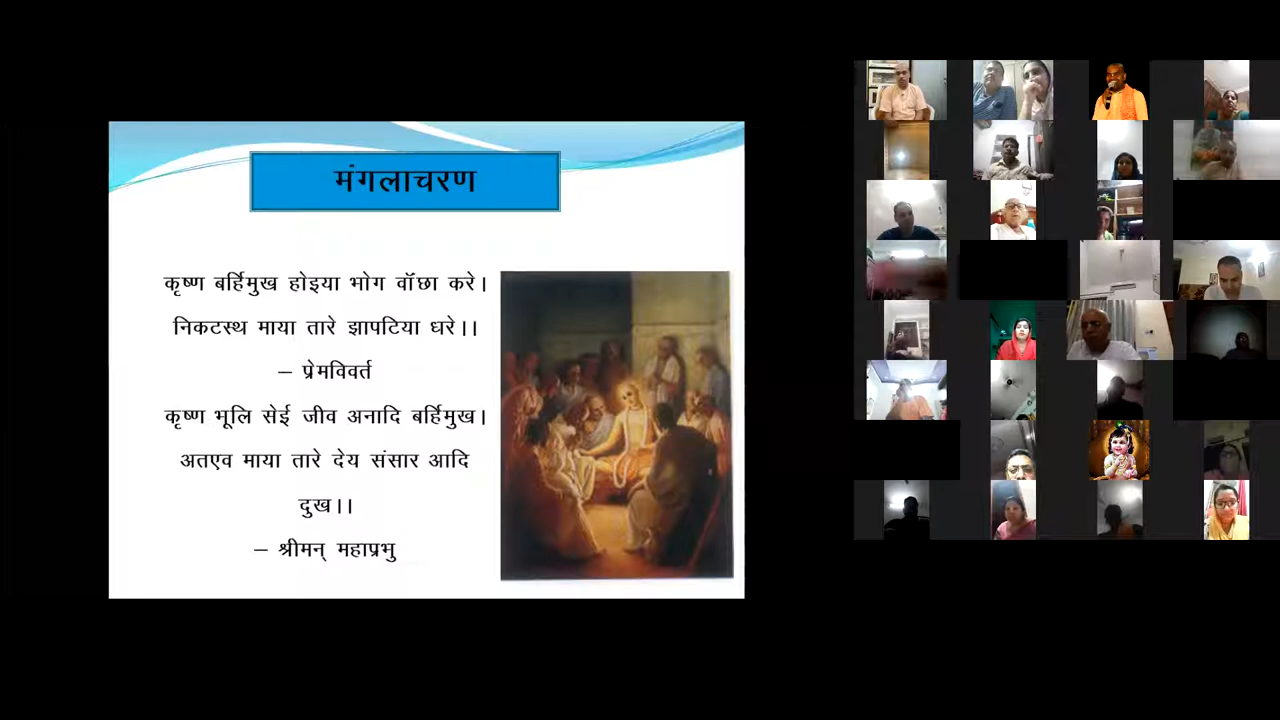 मंगलाचरण
कृष्ण बर्हिमुख होइया भोग वॉछा करे।
निकटस्थ माया तारे झापटिया धरे।।
– प्रेमविवर्त
कृष्ण भूलि सेई जीव अनादि बर्हिमुख।
अतएव माया तारे देय संसार आदि
दुख।।
– श्रीमन् महाप्रभु